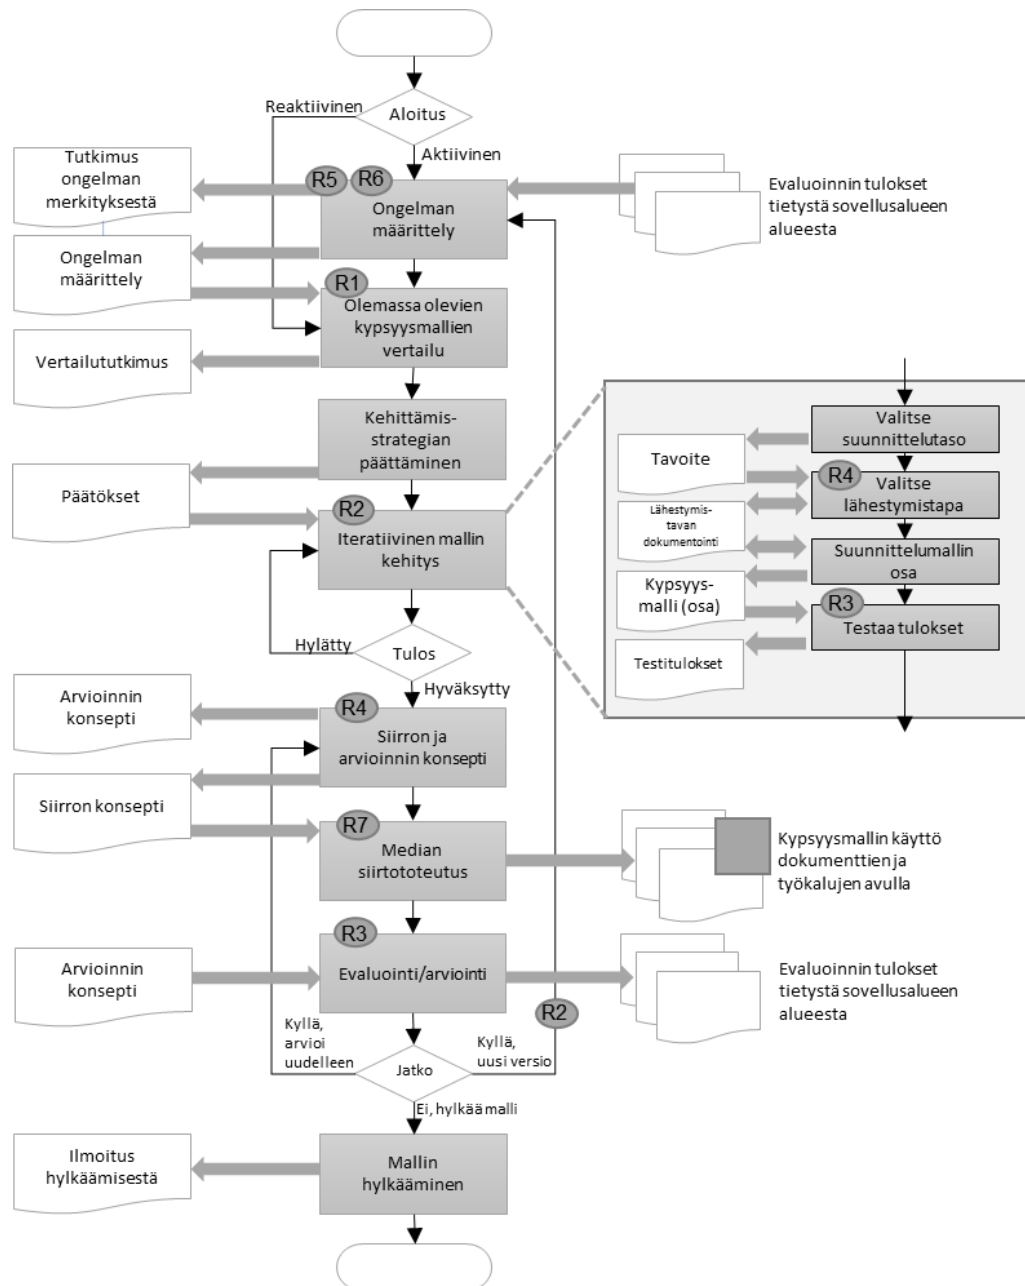 Aloitus
Reaktiivinen
Aktiivinen
Tutkimus
ongelman
merkityksestä
R5
R6
Ongelman
määrittely
Evaluoinnin tulokset
tietystä sovellusalueen
alueesta
Ongelman
määrittely
R1
Olemassa olevien
kypsyysmallien
vertailu
Vertailututkimus
Kehittämis-
strategian
päättäminen
Päätökset
R2
Iteratiivinen mallin
kehitys
Valitse
suunnittelutaso
Tavoite
R4
Valitse
lähestymistapa
Lähestymis-
tavan
dokumentointi
Suunnittelumallin
osa
Kypsyys-
malli (osa)
R3
Testaa tulokset
Testitulokset
Hylätty
Tulos
Hyväksytty
Arvioinnin
konsepti
R4
Siirron ja
arvioinnin konsepti
Siirron konsepti
R7
Median
siirtototeutus
Kypsyysmallin käyttö
dokumenttien ja
työkalujen avulla
Arvioinnin
konsepti
R3
Evaluointi/arviointi
Evaluoinnin tulokset
tietystä sovellusalueen
alueesta
R2
Kyllä,
arvioi
uudelleen
Kyllä,
uusi versio
Jatko
Ei, hylkää malli
Ilmoitus
hylkäämisestä
Mallin
hylkääminen